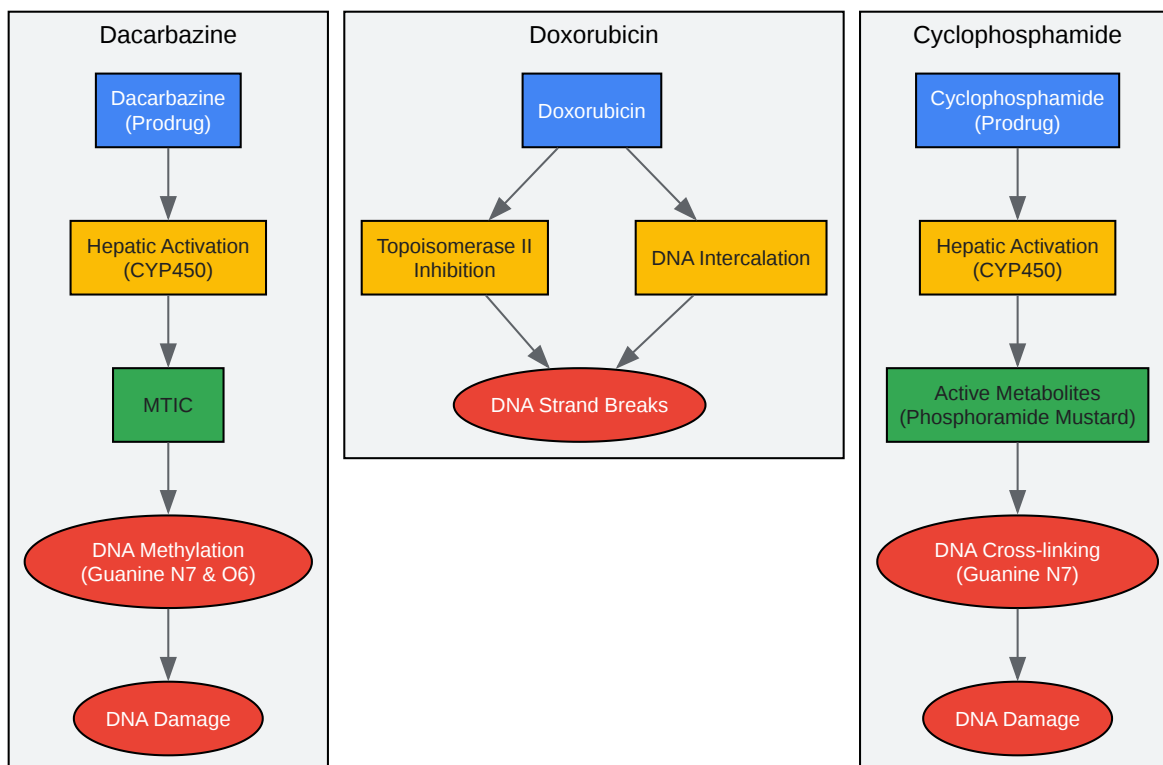 Dacarbazine
Dacarbazine
(Prodrug)
Hepatic Activation
(CYP450)
MTIC
DNA Methylation
(Guanine N7 & O6)
DNA Damage
Doxorubicin
Doxorubicin
Topoisomerase II
Inhibition
DNA Intercalation
DNA Strand Breaks
Cyclophosphamide
Cyclophosphamide
(Prodrug)
Hepatic Activation
(CYP450)
Active Metabolites
(Phosphoramide Mustard)
DNA Cross-linking
(Guanine N7)
DNA Damage